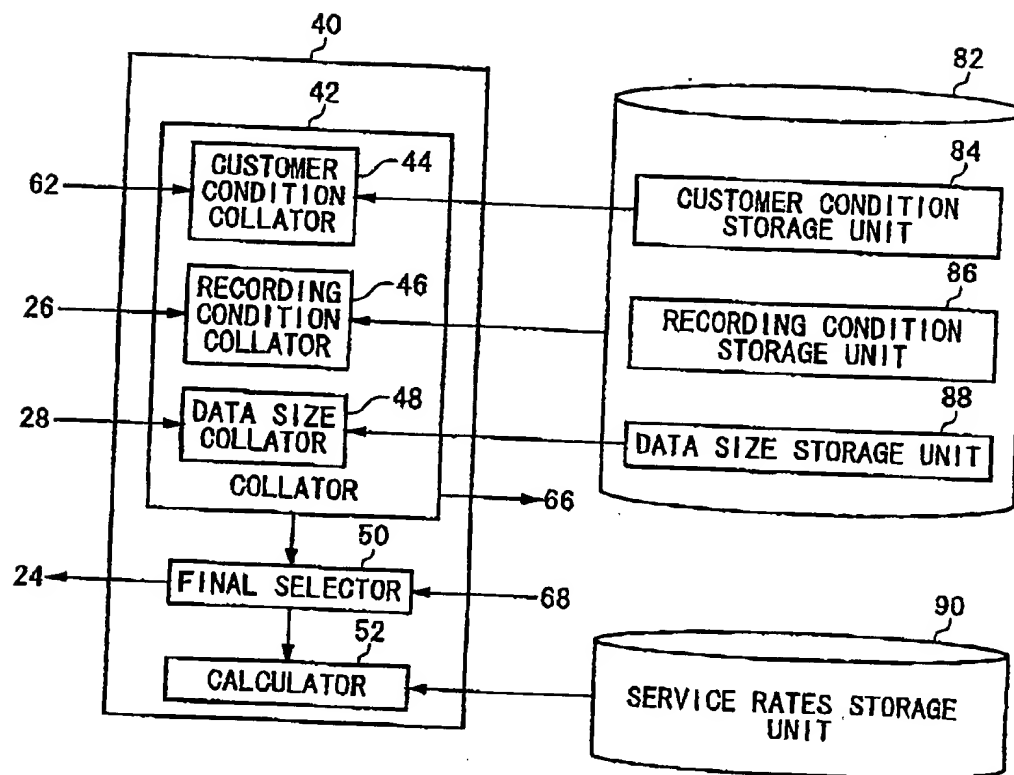 40
82
42
CUSTOMER
CONDITION
COLLATOR
44
84
62
CUSTOMER CONDITION
STORAGE UNIT
RECORDING
CONDITION
COLLATOR
46
86
26
RECORDING CONDITION
STORAGE UNIT
DATA SIZE
COLLATOR
48
88
28
DATA SIZE STORAGE UNIT
COLLATOR
66
50
24
FINAL SELECTOR
68
90
52
CALCULATOR
SERVICE RATES STORAGE
UNIT